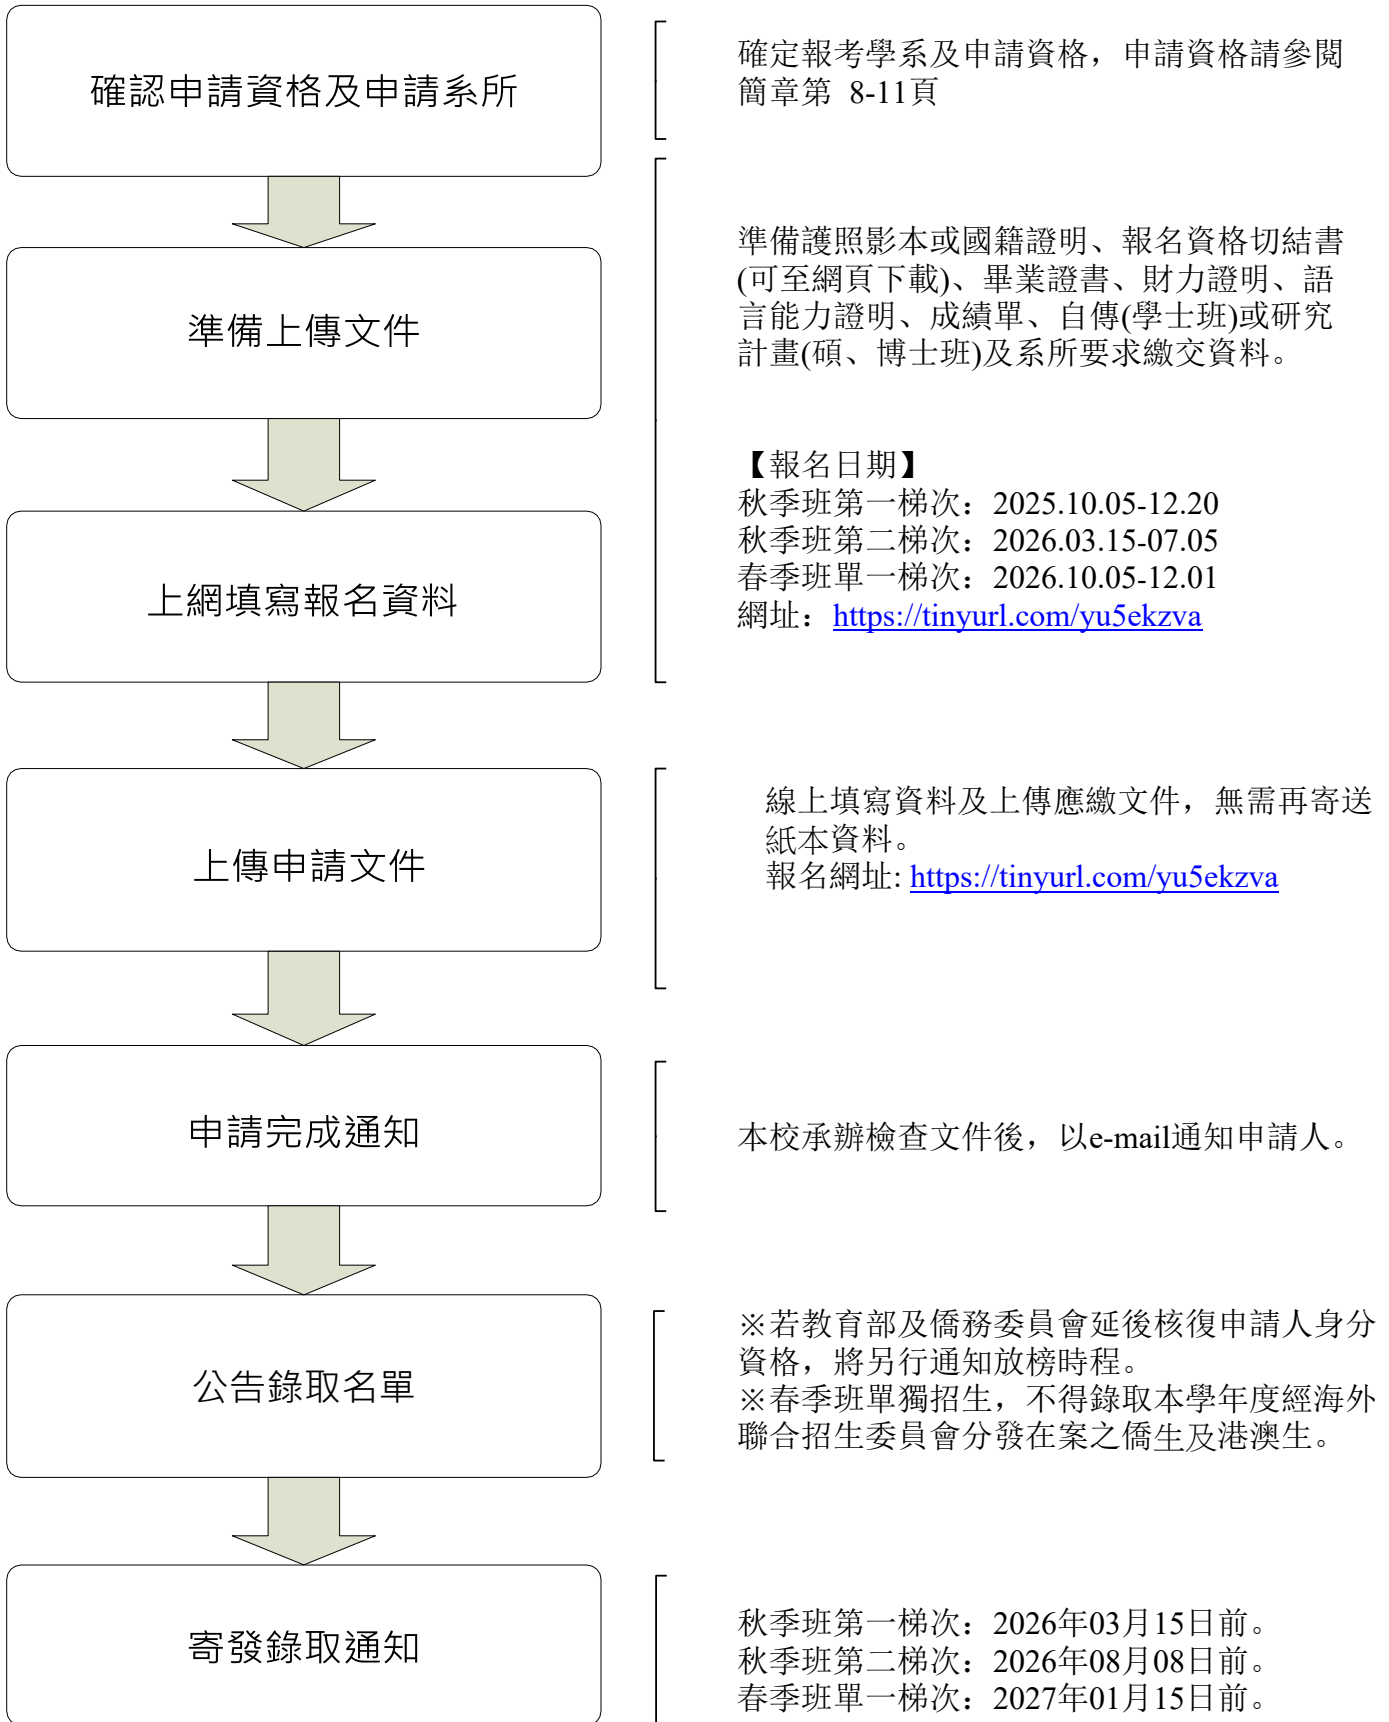 確認申請資格及申請系所
確定報考學系及申請資格，申請資格請參閱
簡章第 8-11頁
準備上傳文件
準備護照影本或國籍證明、報名資格切結書
(可至網頁下載)、畢業證書、財力證明、語
言能力證明、成績單、自傳(學士班)或研究
計畫(碩、博士班)及系所要求繳交資料。
上網填寫報名資料
【報名日期】
秋季班第一梯次：2025.10.05-12.20
秋季班第二梯次：2026.03.15-07.05
春季班單一梯次：2026.10.05-12.01
網址：https://tinyurl.com/yu5ekzva
上傳申請文件
線上填寫資料及上傳應繳文件，無需再寄送
紙本資料。
報名網址: https://tinyurl.com/yu5ekzva
申請完成通知
本校承辦檢查文件後，以e-mail通知申請人。
公告錄取名單
※若教育部及僑務委員會延後核復申請人身分
資格，將另行通知放榜時程。
※春季班單獨招生，不得錄取本學年度經海外
聯合招生委員會分發在案之僑生及港澳生。
寄發錄取通知
秋季班第一梯次：2026年03月15日前。
秋季班第二梯次：2026年08月08日前。
春季班單一梯次：2027年01月15日前。